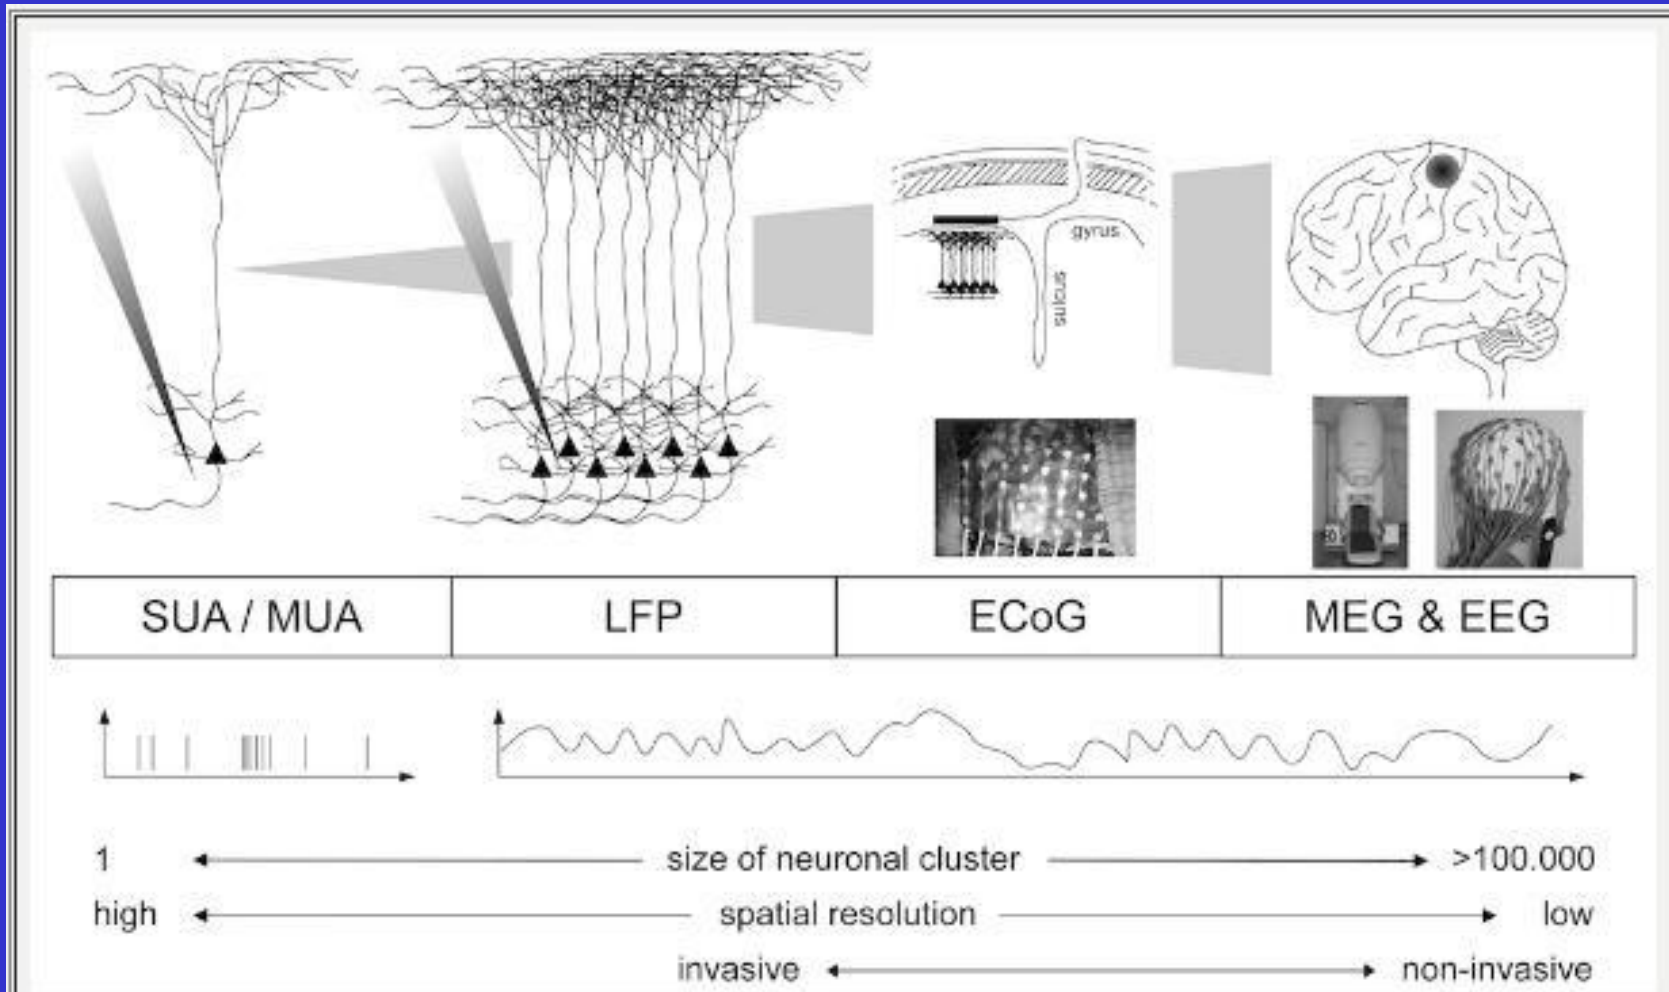 gyrus
sulcus
SUA / MUA
LFP
ECoG
MEG & EEG
1
size of neuronal cluster
>100.000
high
spatial resolution
low
invasive
non-invasive